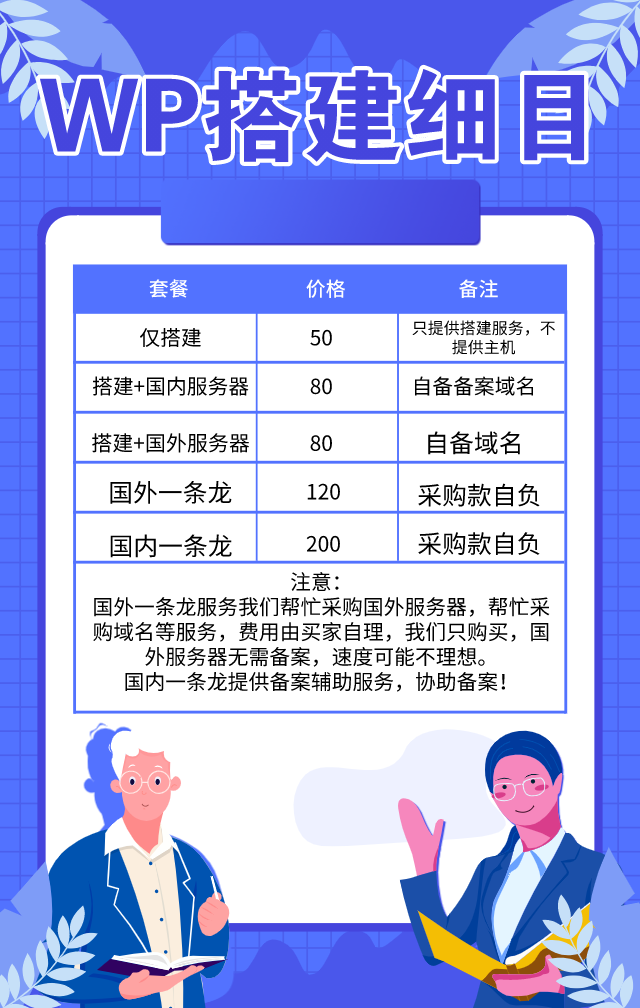 WP搭建细目
套餐 价格 备注
仅搭建 50 只提供搭建服务，不
提供主机
搭建+国内服务器 80 自备备案域名
搭建+国外服务器 80 自备域名
国外一条龙 120 采购款自负
国内一条龙 200 采购款自负
注意：
国外一条龙服务我们帮忙采购国外服务器，帮忙采
购域名等服务，费用由买家自理，我们只购买，国
外服务器无需备案，速度可能不理想。
国内一条龙提供备案辅助服务，协助备案！